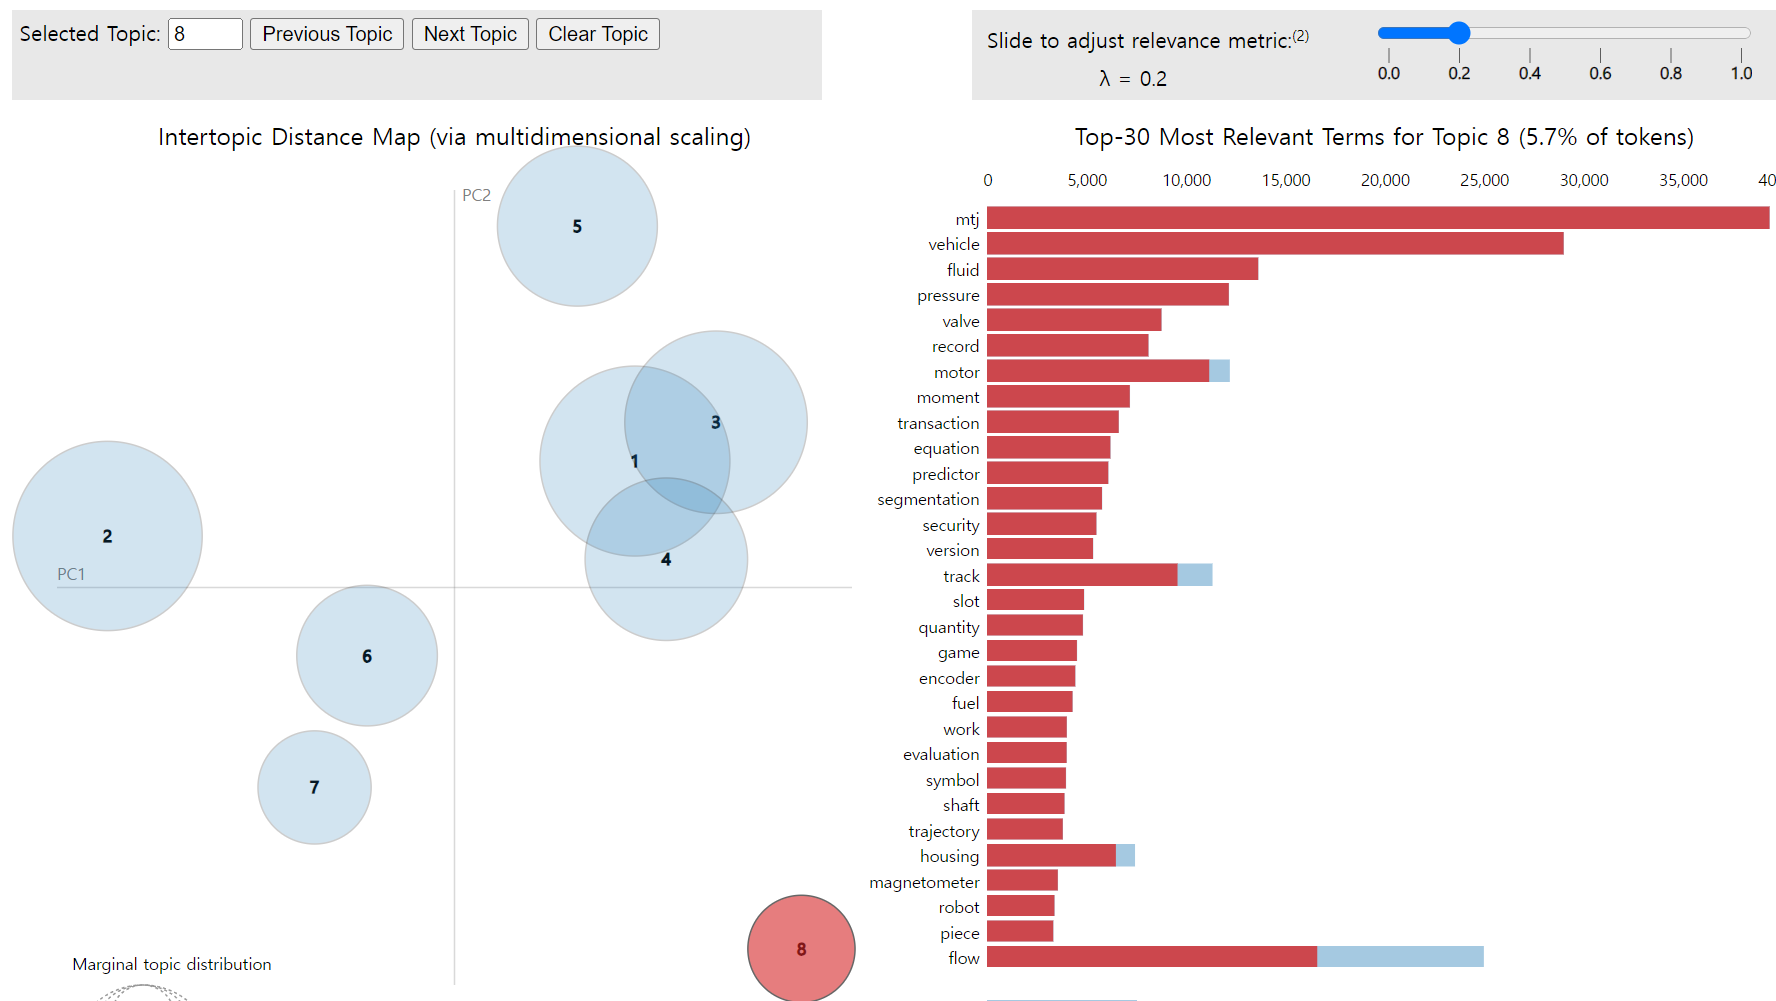 Selected Topic: 8 Previous Topic Next Topic Clear Topic
Slide to adjust relevance metric:(2)
λ = 0.2
0.0 0.2 0.4 0.6 0.8 1.0
Intertopic Distance Map (via multidimensional scaling)
PC2
PC1
5
3
1
2
4
6
7
8
Marginal topic distribution
Top-30 Most Relevant Terms for Topic 8 (5.7% of tokens)
0 5,000 10,000 15,000 20,000 25,000 30,000 35,000 40
mtj
vehicle
fluid
pressure
valve
record
motor
moment
transaction
equation
predictor
segmentation
security
version
track
slot
quantity
game
encoder
fuel
work
evaluation
symbol
shaft
trajectory
housing
magnetometer
robot
piece
flow